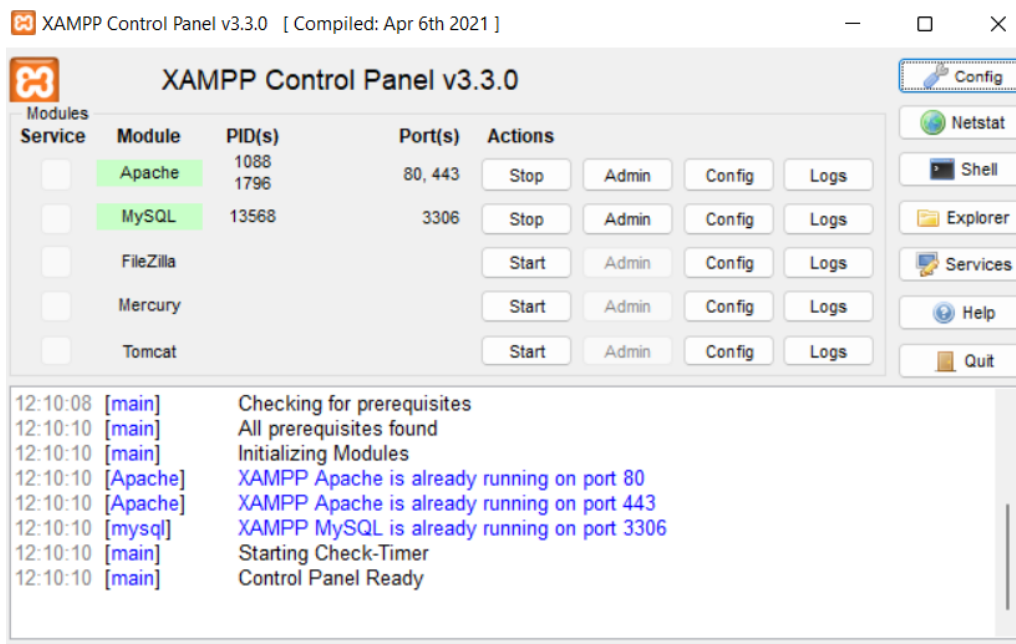 XAMPP Control Panel v3.3.0 [ Compiled: Apr 6th 2021 ]
XAMPP Control Panel v3.3.0
Config
Modules
Service Module PID(s) Port(s) Actions
Netstat
Apache 1088 1796 80, 443 Stop Admin Config Logs
Shell
MySQL 13568 3306 Stop Admin Config Logs
Explorer
FileZilla Start Admin Config Logs
Services
Mercury Start Admin Config Logs
Help
Tomcat Start Admin Config Logs
Quit
12:10:08 [main] Checking for prerequisites
12:10:10 [main] All prerequisites found
12:10:10 [main] Initializing Modules
12:10:10 [Apache] XAMPP Apache is already running on port 80
12:10:10 [Apache] XAMPP Apache is already running on port 443
12:10:10 [mysql] XAMPP MySQL is already running on port 3306
12:10:10 [main] Starting Check-Timer
12:10:10 [main] Control Panel Ready